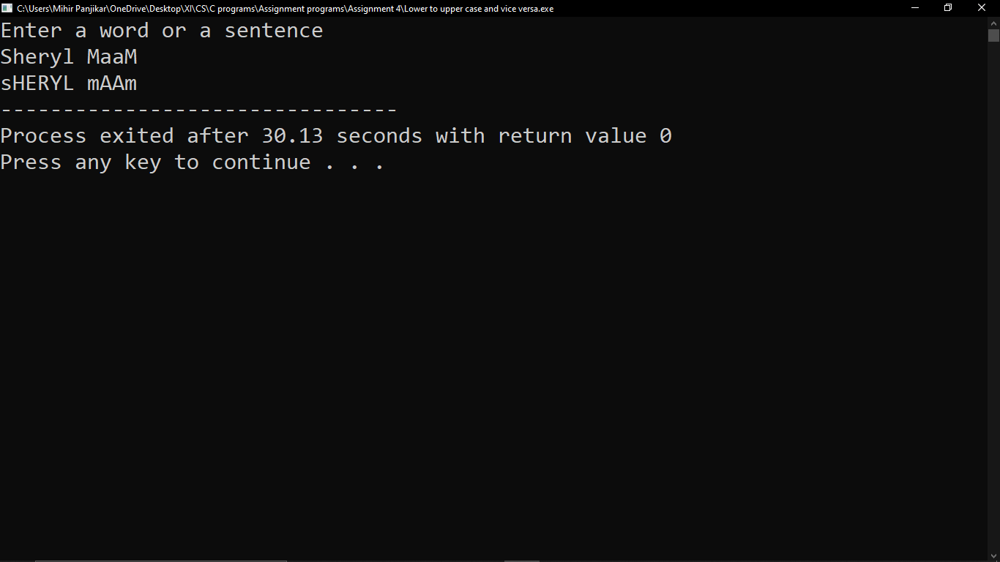 C:\Users\Mihir Panjikar\OneDrive\Desktop\XI\CS\C programs\Assignment programs\Assignment 4\Lower to upper case and vice versa.exe
Enter a word or a sentence
Sheryl MaaM
sHERYL mAAm
--------------------------------
Process exited after 30.13 seconds with return value 0
Press any key to continue . . .